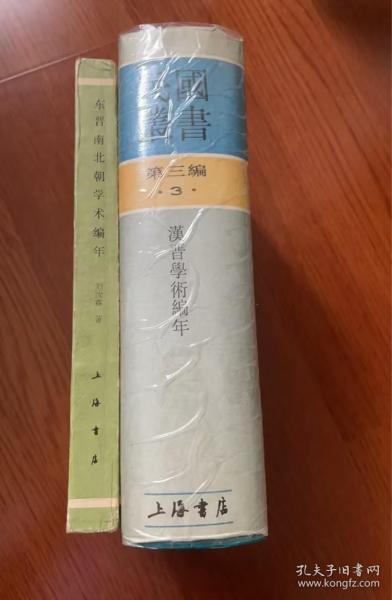 东晋南北朝学术编年
刘汝霖 著
上海书店
民國
叢書
第三編
·3·
漢晉學術編年
上海書店
孔夫子旧书网
www.kongfz.com